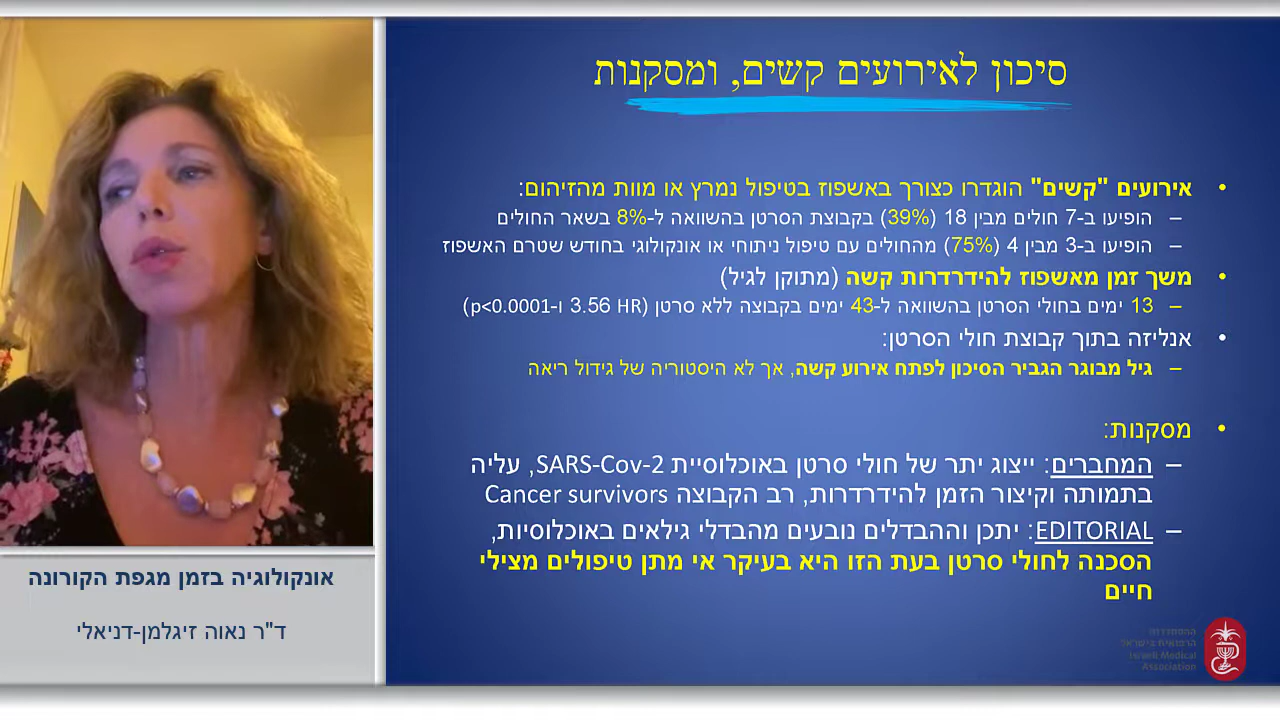 סיכון לאירועים קשים, ומסקנות
• אירועים "קשים" הוגדרו כצורך באשפוז בטיפול נמרץ או מוות מהזיהום:
– הופיעו ב-7 חולים מבין 18 (39%) בקבוצת הסרטן בהשוואה ל-8% בשאר החולים
– הופיעו ב-3 מבין 4 (75%) מהחולים עם טיפול ניתוחי או אונקולוגי בחודש שטרם האשפוז
• משך זמן מאשפוז להידרדרות קשה (מתוקן לגיל)
– 13 ימים בחולי הסרטן בהשוואה ל-43 ימים בקבוצה ללא סרטן (HR 3.56 ו-p<0.0001)
• אנליזה בתוך קבוצת חולי הסרטן:
– גיל מבוגר הגביר הסיכון לפתח אירוע קשה, אך לא היסטוריה של גידול ריאה
• מסקנות:
– המחברים: ייצוג יתר של חולי סרטן באוכלוסיית SARS-Cov-2, עליה
בתמותה וקיצור הזמן להידרדרות, רב הקבוצה Cancer survivors
– EDITORIAL: יתכן וההבדלים נובעים מהבדלי גילאים באוכלוסיות,
הסכנה לחולי סרטן בעת הזו היא בעיקר אי מתן טיפולים מצילי
חיים
אונקולוגיה בזמן מגפת הקורונה
ד"ר נאוה זיגלמן-דניאלי
ההסתדרות
הרפואית בישראל
Israeli Medical
Association